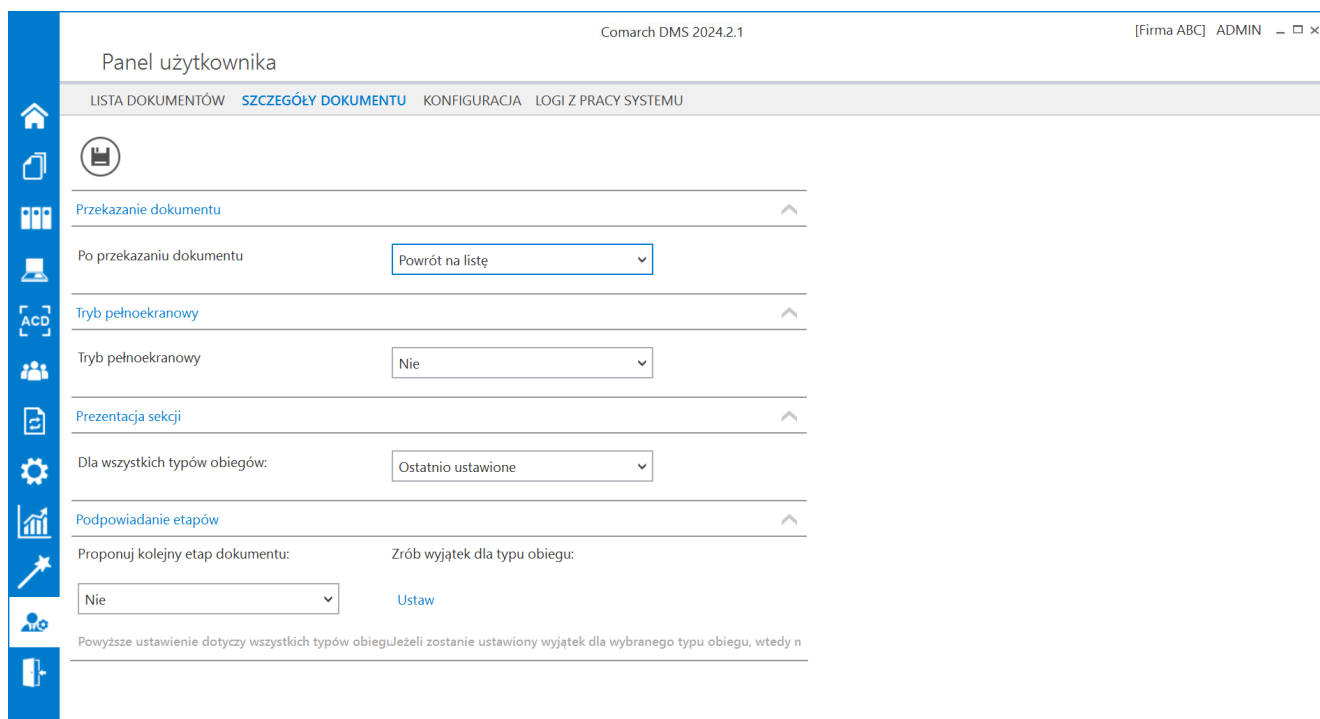 Comarch DMS 2024.2.1
[Firma ABC] ADMIN
Panel użytkownika
LISTA DOKUMENTÓW SZCZEGÓŁY DOKUMENTU KONFIGURACJA LOGI Z PRACY SYSTEMU
Przekazanie dokumentu
Po przekazaniu dokumentu
Powrót na listę
Tryb pełnoekranowy
Tryb pełnoekranowy
Nie
Prezentacja sekcji
Dla wszystkich typów obiegów:
Ostatnio ustawione
Podpowiadanie etapów
Proponuj kolejny etap dokumentu: Zrób wyjątek dla typu obiegu:
Nie
Ustaw
Powyższe ustawienie dotyczy wszystkich typów obieguJeżeli zostanie ustawiony wyjątek dla wybranego typu obiegu, wtedy n
ACD